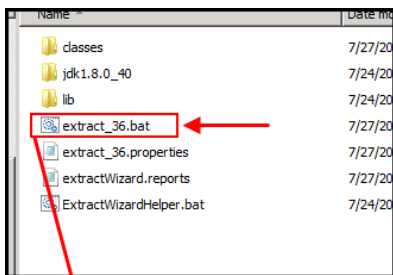 Name Date mo
classes 7/27/20
jdk1.8.0_40 7/24/20
lib 7/24/20
extract_36.bat 7/27/20
extract_36.properties 7/27/20
extractWizard.reports 7/27/20
ExtractWizardHelper.bat 7/24/20